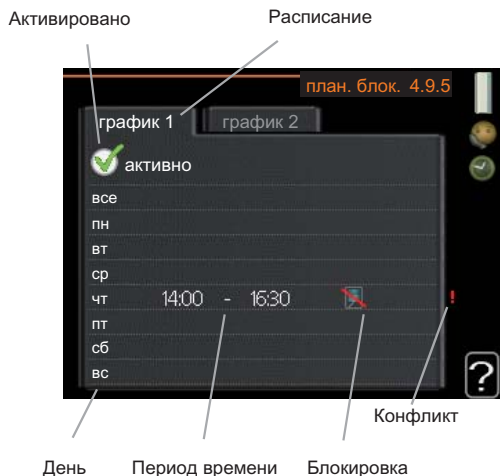 Активировано
Расписание
план. блок. 4.9.5
график 1
график 2
активно
все
пн
вт
ср
чт 14:00 - 16:30 !
пт
сб
вс
?
Конфликт
День
Период времени
Блокировка